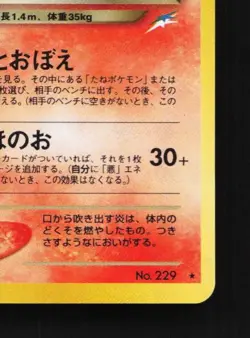 長1.4m、体重35kg
とおぼえ
を見る。その中にある「たねポケモン」または
枚選び、相手のベンチに出す。その後、その
える。(相手のベンチに空きがないとき、この
ほのお
カードがついていれば、それを1枚
30+
ージを追加する。(自分に「悪」エネ
ないとき、この効果はなくなる。)
口から吹き出す炎は、体内の
どくそを燃やしたもの。つき
さすようなにおいがする。
No. 229 ★